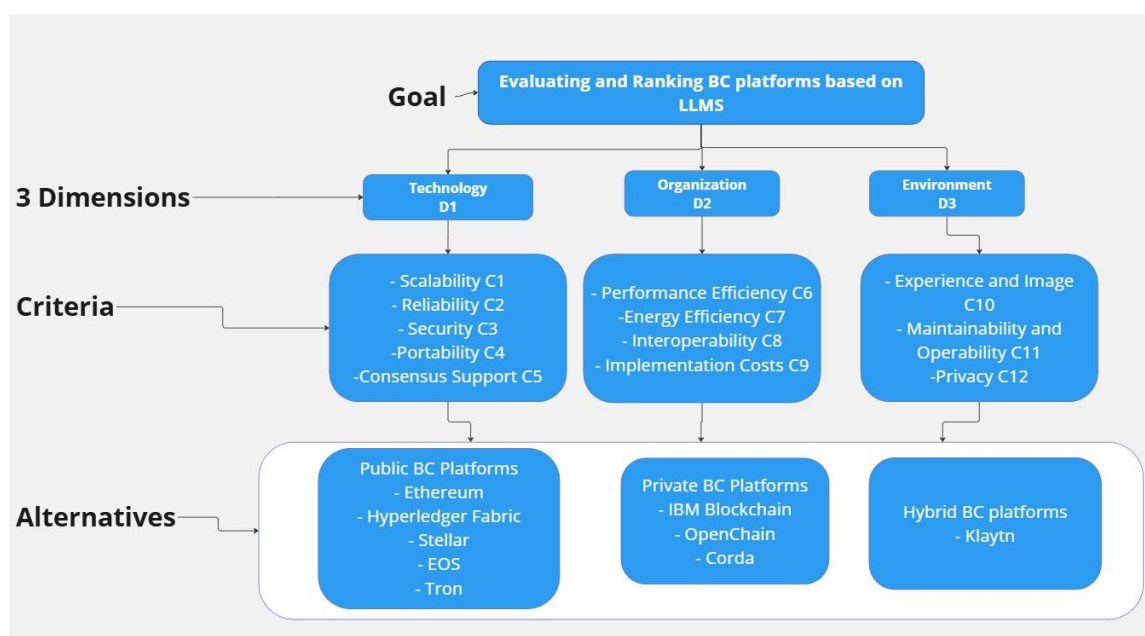 Goal
Evaluating and Ranking BC platforms based on
LLMS
3 Dimensions
Technology
D1
Organization
D2
Environment
D3
Criteria
- Scalability C1
- Reliability C2
- Security C3
-Portability C4
-Consensus Support C5
- Performance Efficiency C6
-Energy Efficiency C7
- Interoperability C8
- Implementation Costs C9
- Experience and Image
C10
- Maintainability and
Operability C11
-Privacy C12
Alternatives
Public BC Platforms
- Ethereum
- Hyperledger Fabric
- Stellar
- EOS
- Tron
Private BC Platforms
- IBM Blockchain
- OpenChain
- Corda
Hybrid BC platforms
- Klaytn